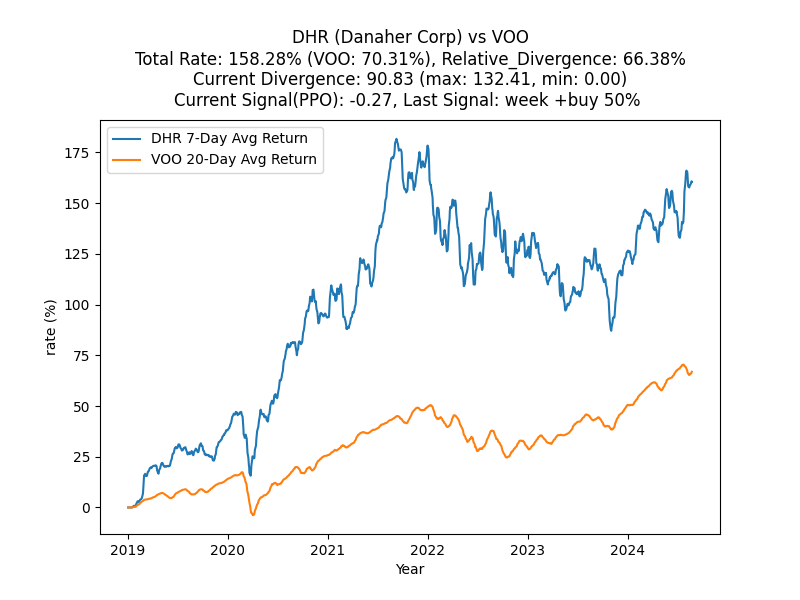 DHR (Danaher Corp) vs VOO
Total Rate: 158.28% (VOO: 70.31%), Relative_Divergence: 66.38%
Current Divergence: 90.83 (max: 132.41, min: 0.00)
Current Signal(PPO): -0.27, Last Signal: week +buy 50%
DHR 7-Day Avg Return
VOO 20-Day Avg Return
175
150
125
100
75
50
25
0
rate (%)
2019 2020 2021 2022 2023 2024
Year